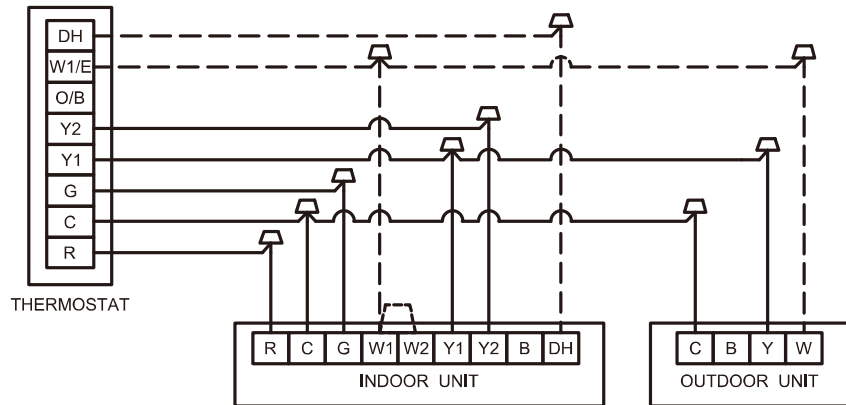 DH
W1/E
O/B
Y2
Y1
G
C
R
THERMOSTAT
R C G W1 W2 Y1 Y2 B DH
INDOOR UNIT
C B Y W
OUTDOOR UNIT